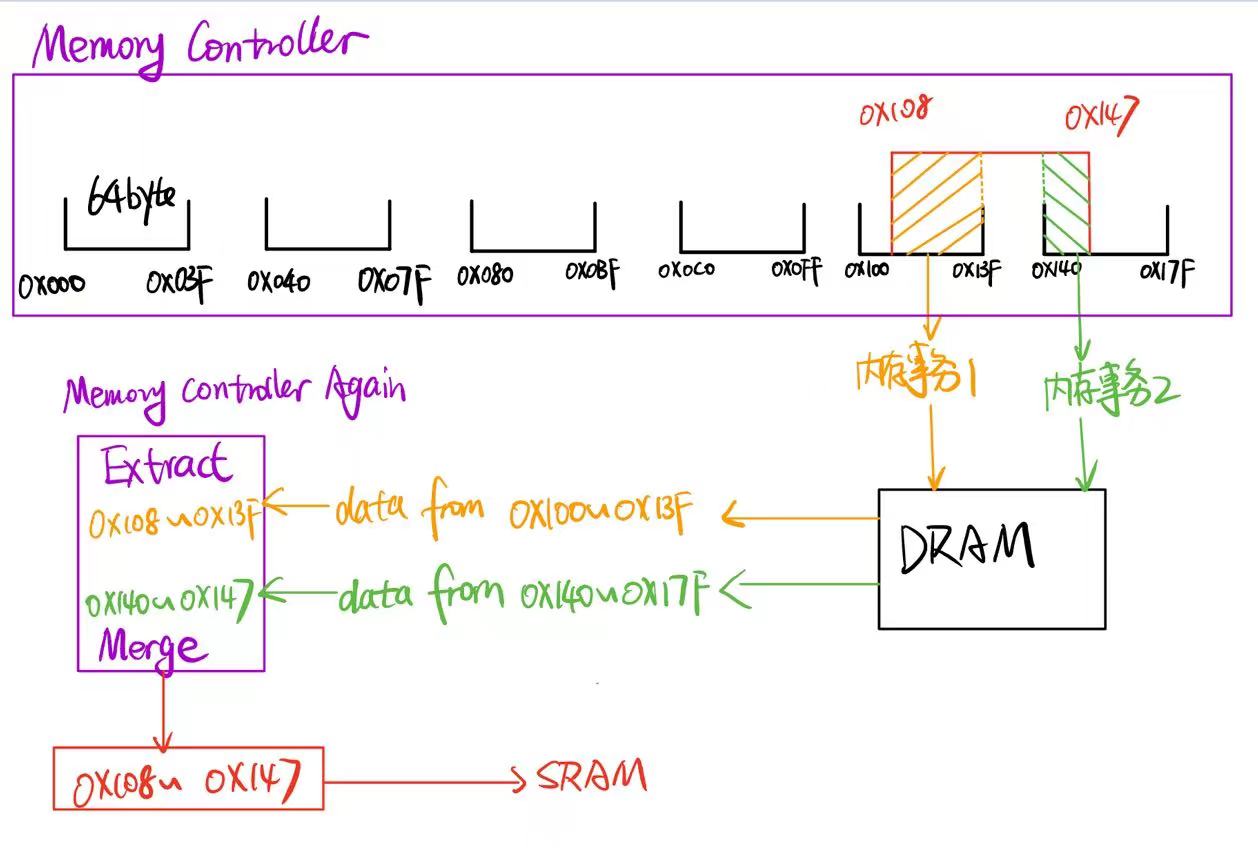 Memory Controller
0X108 0X147
64byte
0X000 0X03F 0X040 0X07F 0X080 0X0BF 0X0C0 0X0FF 0X100 0X13F 0X140 0X17F
内存事务1 内存事务2
Memory Controller Again
Extract
0X108~0X13F data from 0X100~0X13F
DRAM
0X140~0X147 data from 0X140~0X17F
Merge
0X108~0X147 SRAM